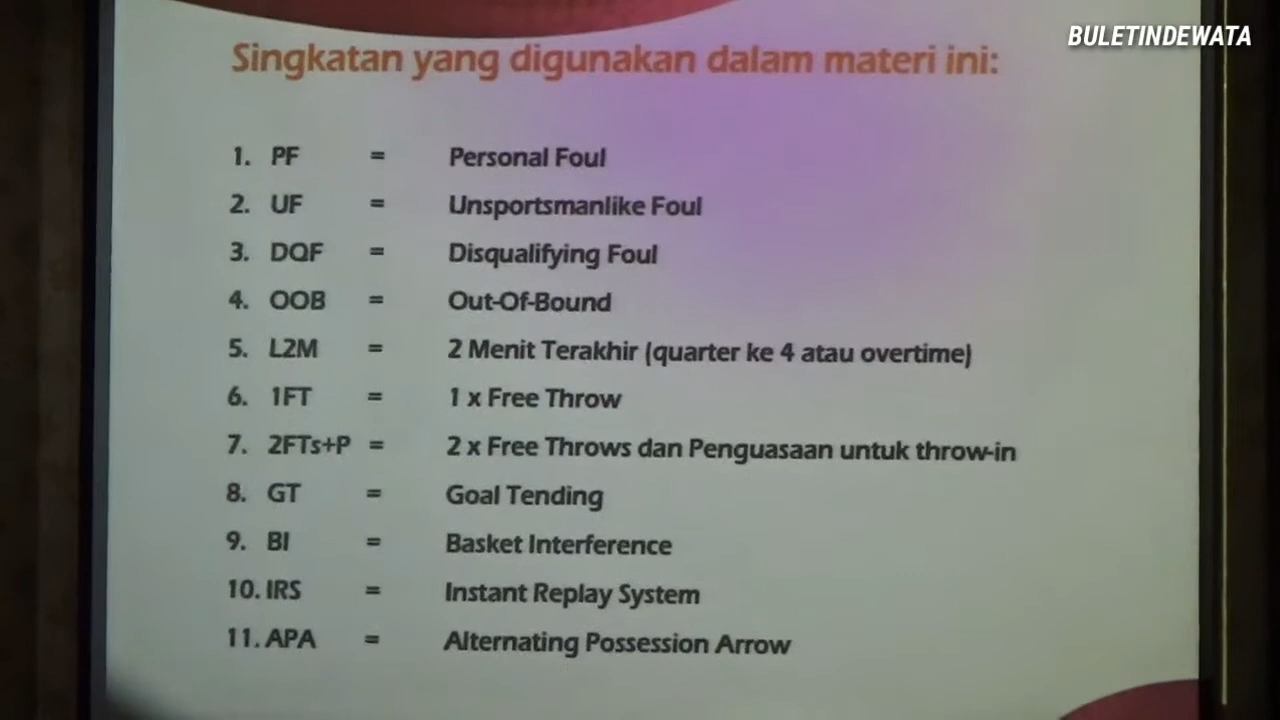 BULETINDEWATA
Singkatan yang digunakan dalam materi ini:
1. PF = Personal Foul
2. UF = Unsportsmanlike Foul
3. DQF = Disqualifying Foul
4. OOB = Out-Of-Bound
5. L2M = 2 Menit Terakhir (quarter ke 4 atau overtime)
6. 1FT = 1 x Free Throw
7. 2FTs+P = 2 x Free Throws dan Penguasaan untuk throw-in
8. GT = Goal Tending
9. BI = Basket Interference
10. IRS = Instant Replay System
11. APA = Alternating Possession Arrow